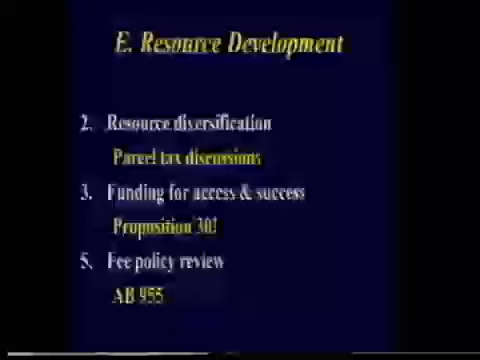 E. Resource Development
2. Resource diversification
Parcel tax discussions
3. Funding for access & success
Proposition 30!
5. Fee policy review
AB 955